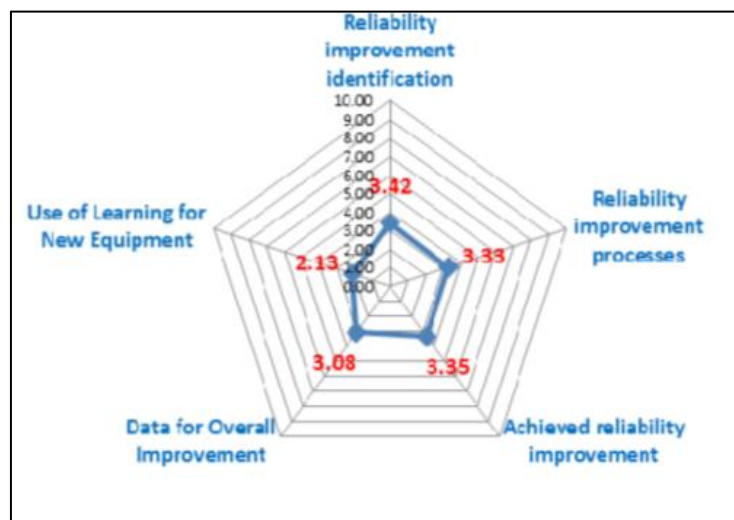 Reliability
improvement
identification
10.00
9.00
8.00
7.00
6.00
5.00
4.00
3.00
2.00
1.00
0.00
3.42
Reliability
improvement
processes
3.33
Achieved reliability
improvement
3.35
Data for Overall
Improvement
3.08
Use of Learning for
New Equipment
2.13